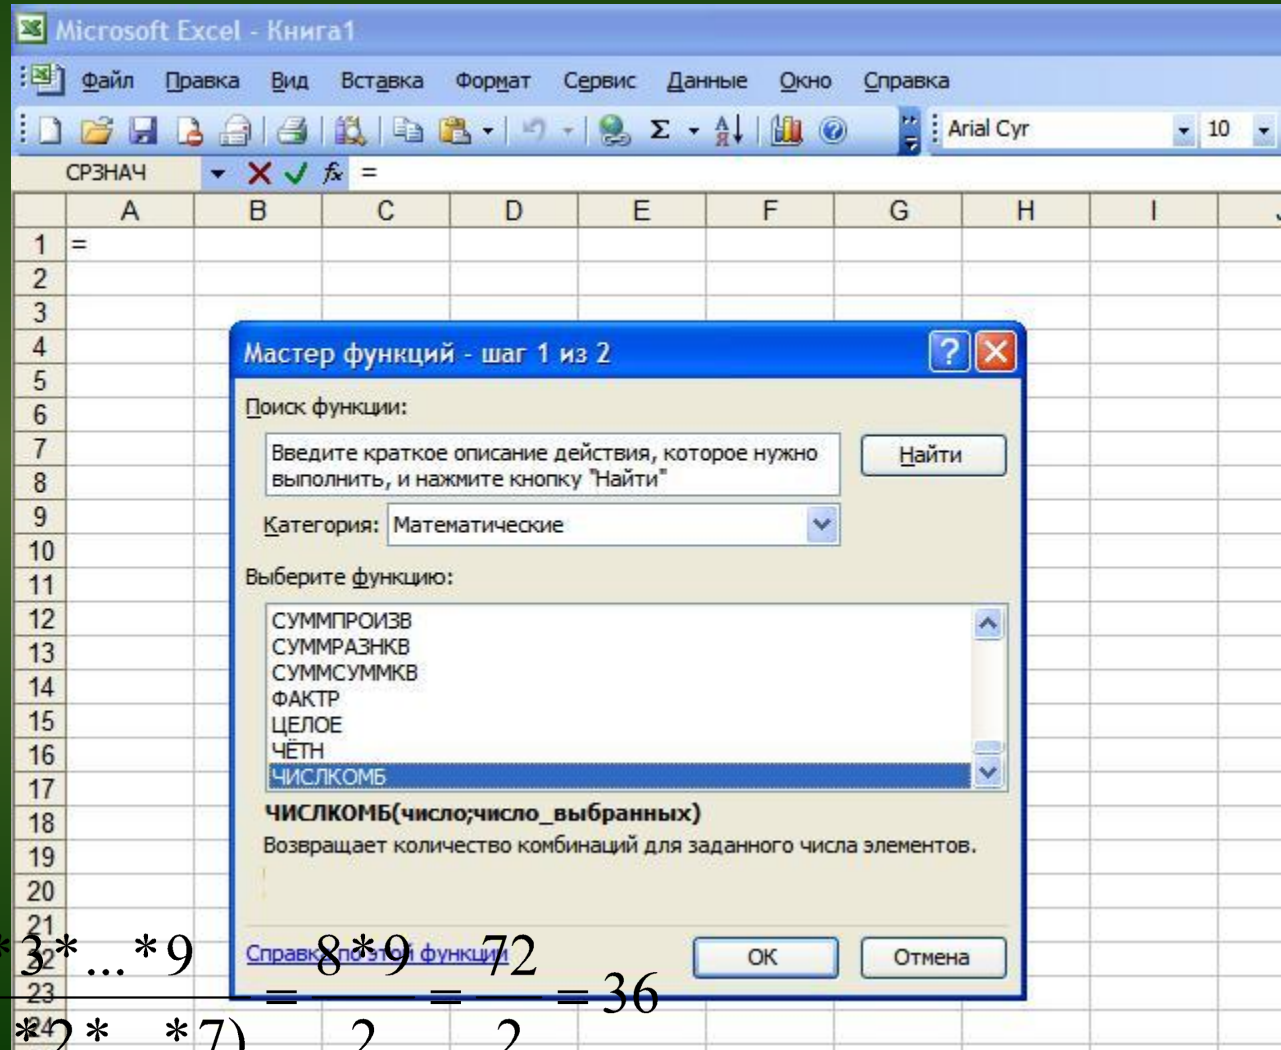 Microsoft Excel - Книга1
Файл Правка Вид Вставка Формат Сервис Данные Окно Справка
Σ А Я Arial Cyr 10
СРЗНАЧ fx =
A B C D E F G H I
1 =
2
3
4
5
6
7
8
9
10
11
12
13
14
15
16
17
18
19
20
21
22
23
24
Мастер функций - шаг 1 из 2
Поиск функции:
Введите краткое описание действия, которое нужно
выполнить, и нажмите кнопку "Найти"
Найти
Категория: Математические
Выберите функцию:
СУММПРОИЗВ
СУММРАЗНКВ
СУММСУММКВ
ФАКТР
ЦЕЛОЕ
ЧЁТН
ЧИСЛКОМБ
ЧИСЛКОМБ(число;число_выбранных)
Возвращает количество комбинаций для заданного числа элементов.
Справка по этой функции ОК Отмена
*3*...*9 8*9 72
= = = 36
*2*...*7) 2 2